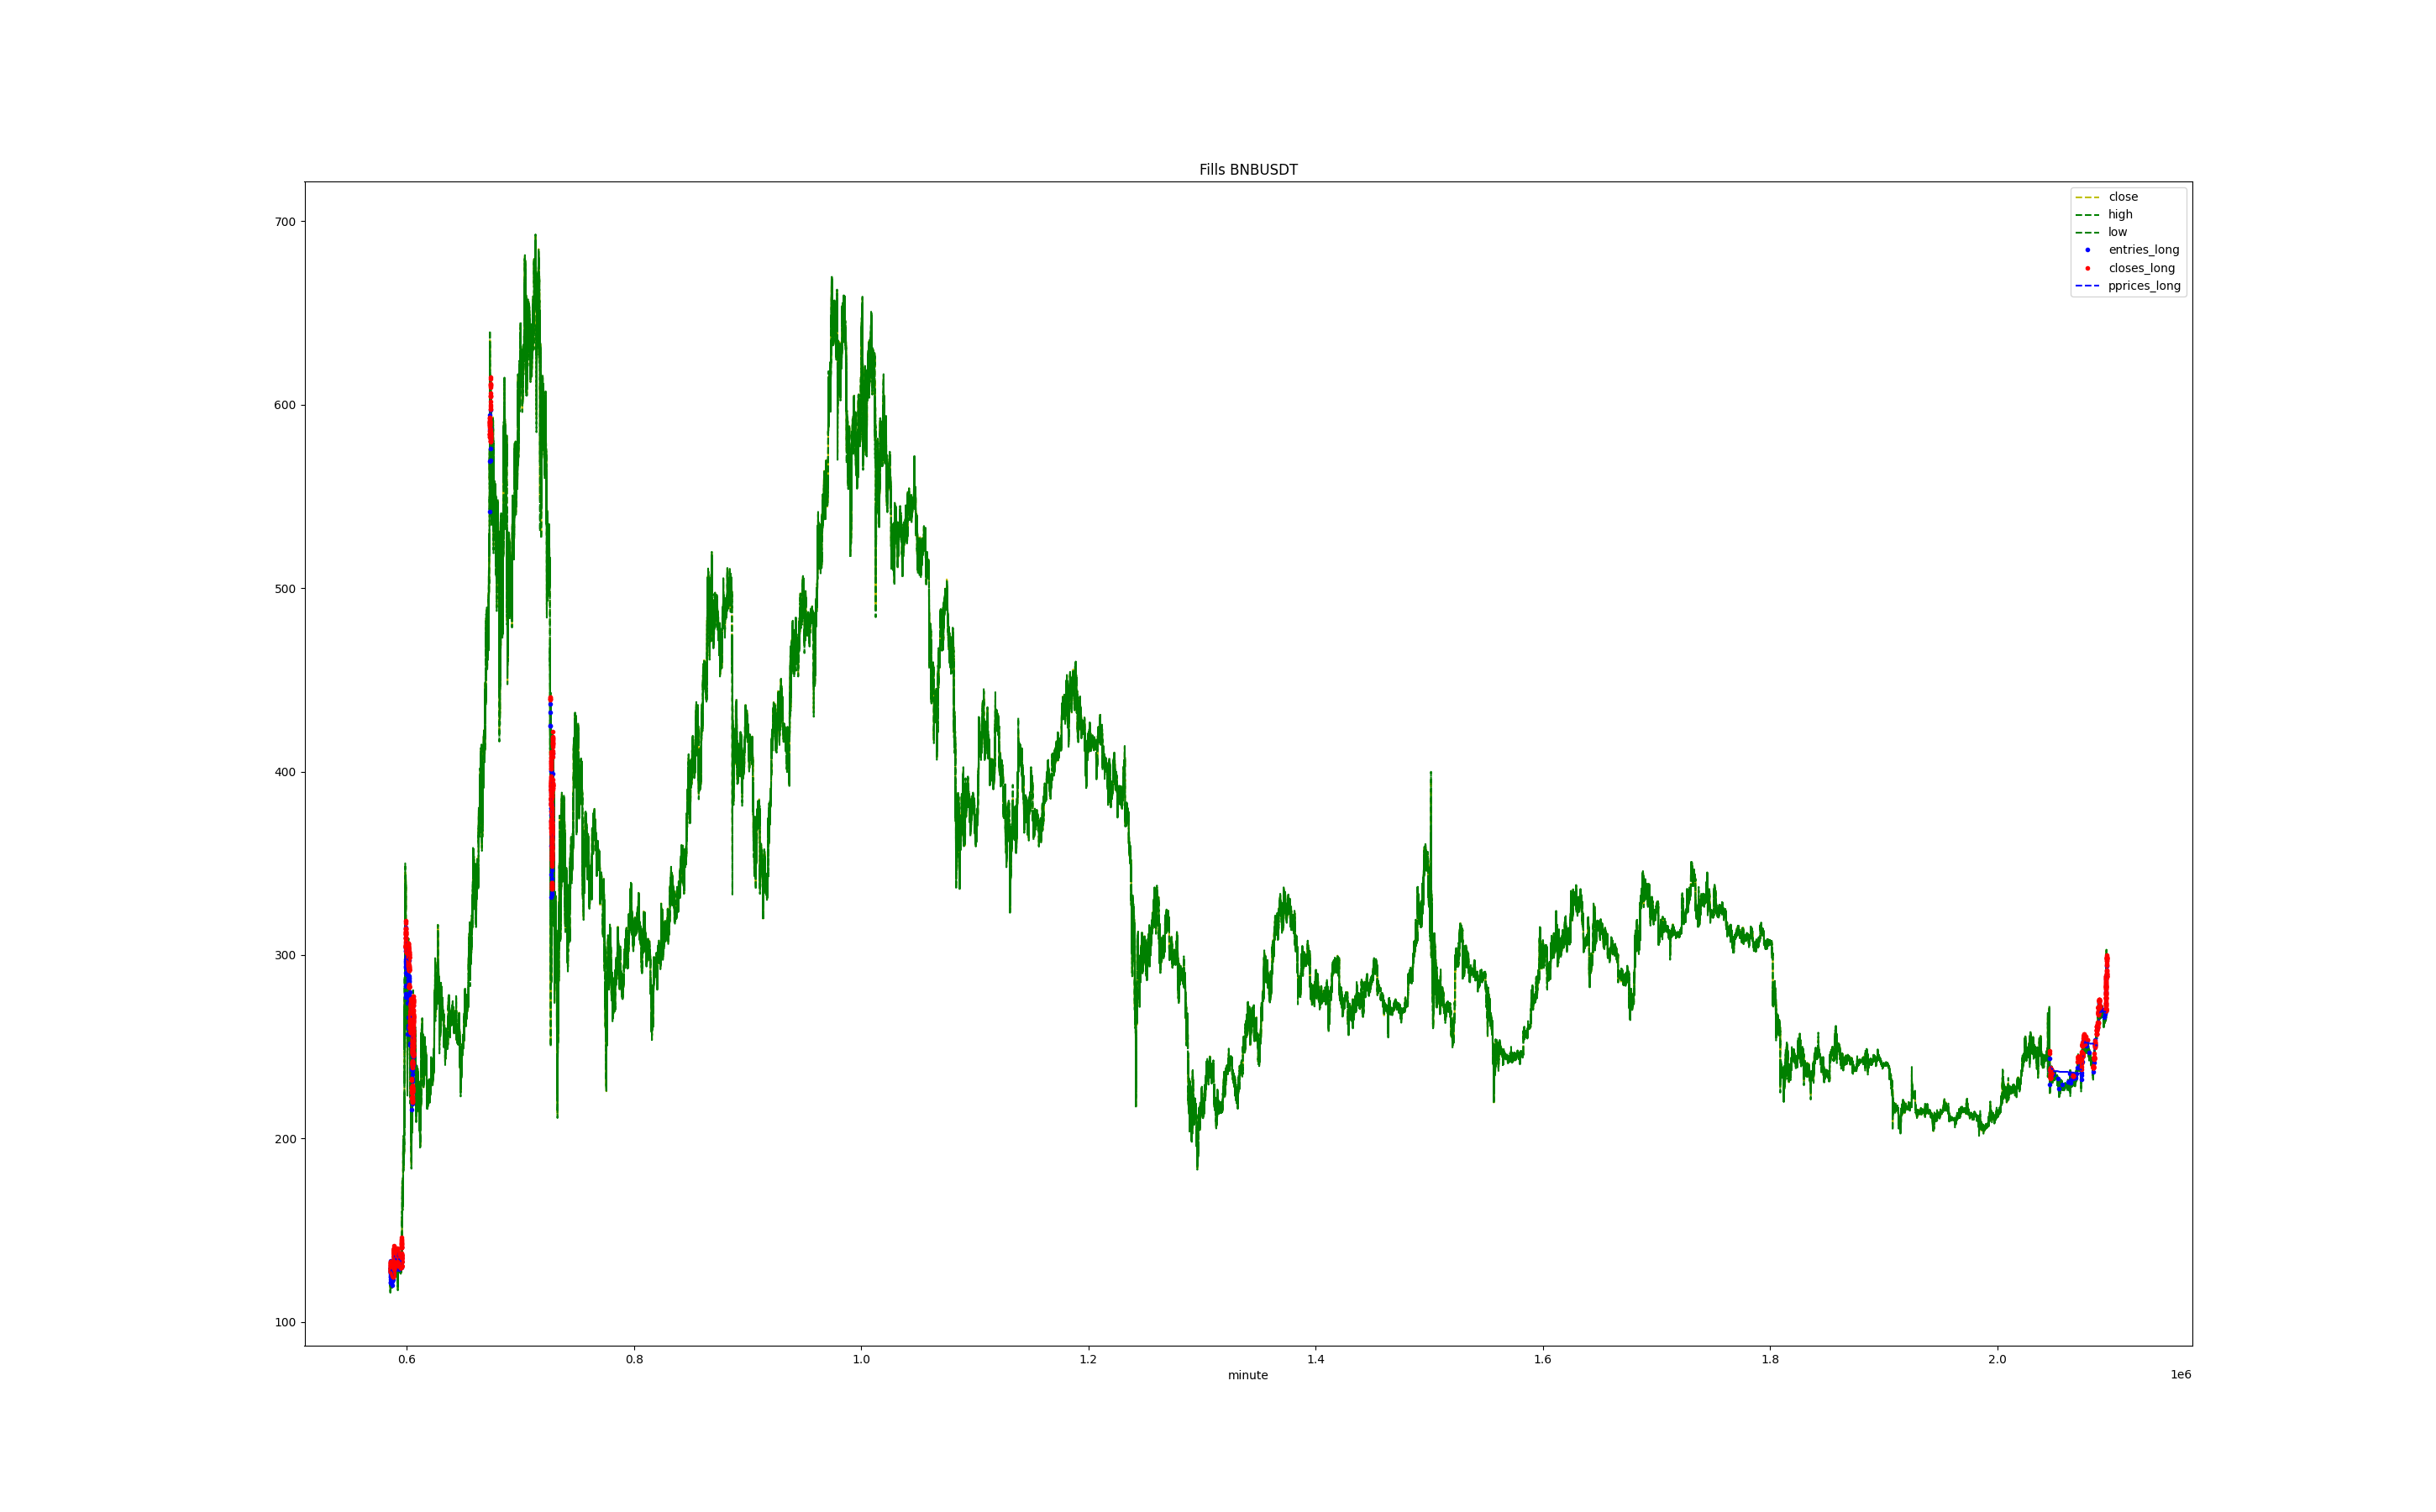 Fills BNBUSDT
close
high
low
entries_long
closes_long
pprices_long
700
600
500
400
300
200
100
0.6 0.8 1.0 1.2 1.4 1.6 1.8 2.0
minute 1e6